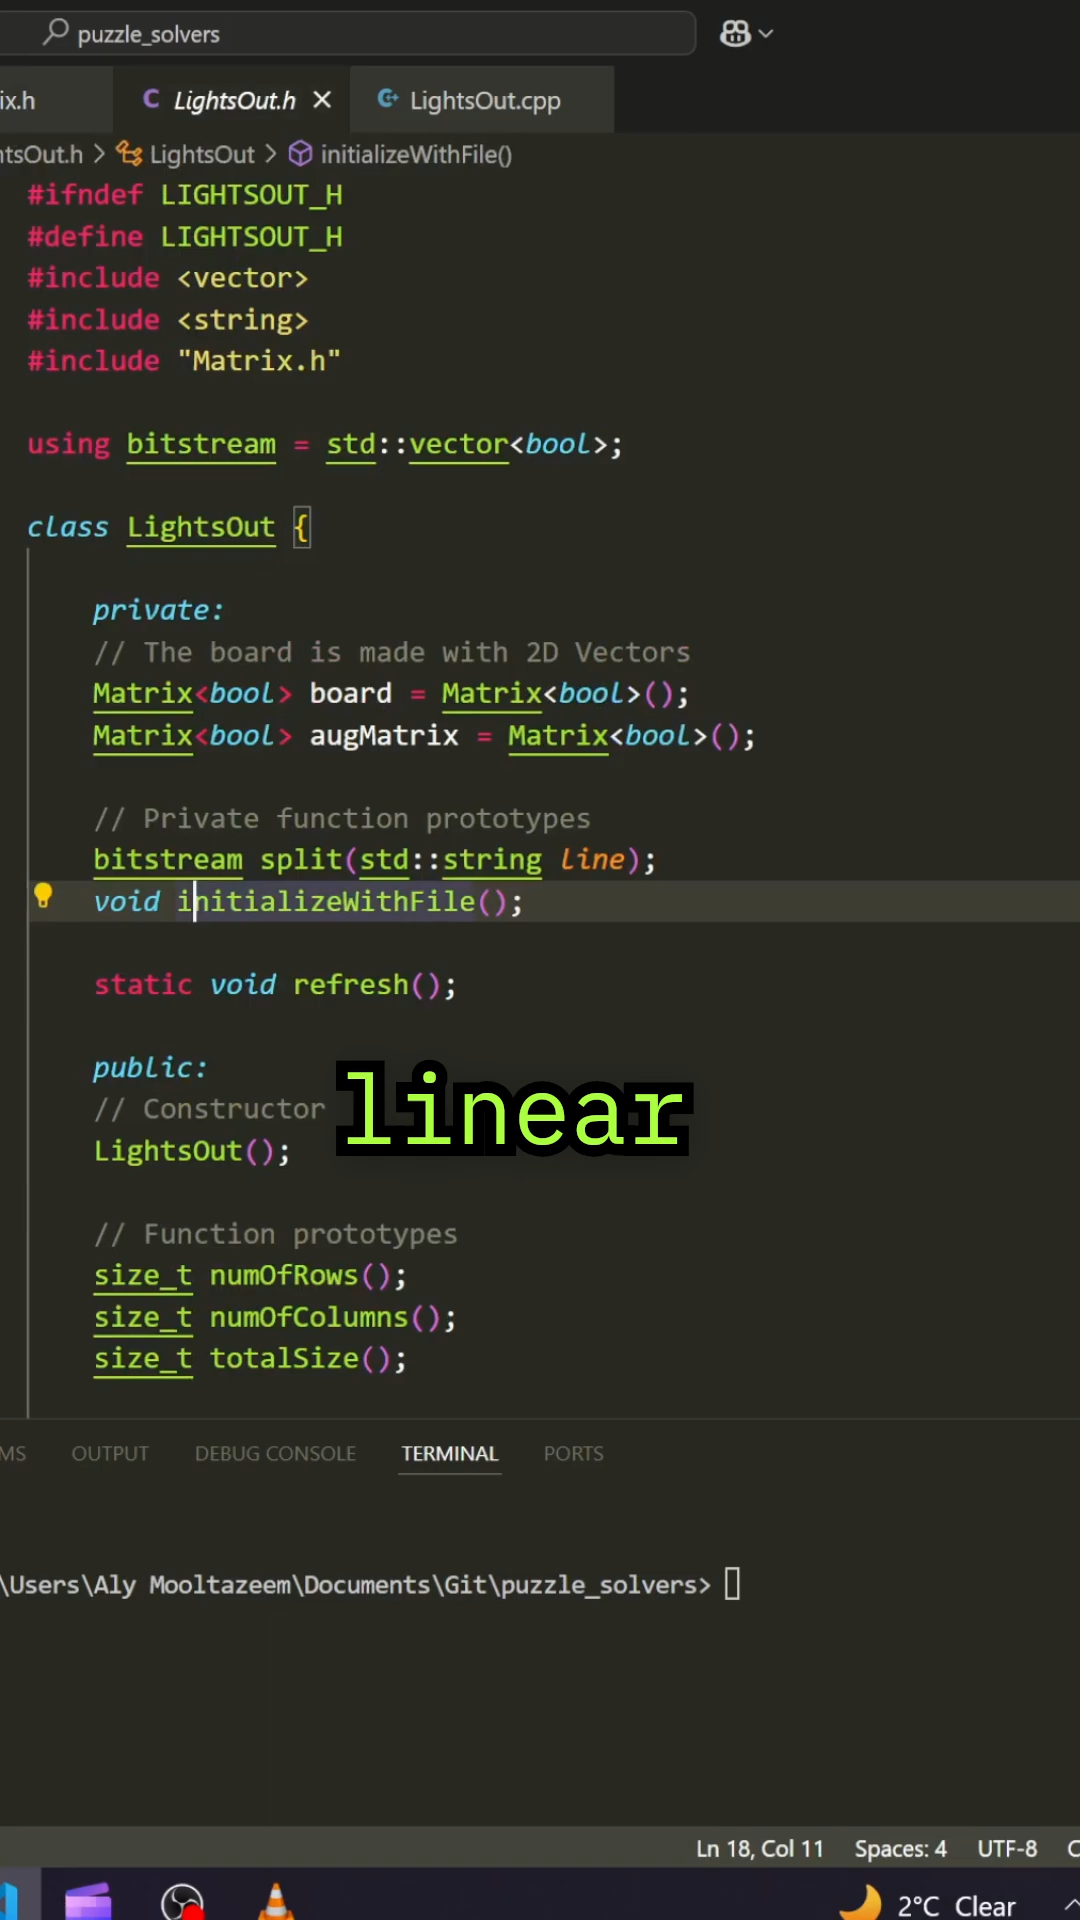 puzzle_solvers
ix.h
LightsOut.h
LightsOut.cpp
htsOut.h > LightsOut > initializeWithFile()
#ifndef LIGHTSOUT_H
#define LIGHTSOUT_H
#include <vector>
#include <string>
#include "Matrix.h"
using bitstream = std::vector<bool>;
class LightsOut {
private:
// The board is made with 2D Vectors
Matrix<bool> board = Matrix<bool>();
Matrix<bool> augMatrix = Matrix<bool>();
// Private function prototypes
bitstream split(std::string line);
void initializeWithFile();
static void refresh();
public:
// Constructor
linear
LightsOut();
// Function prototypes
size_t numOfRows();
size_t numOfColumns();
size_t totalSize();
MS OUTPUT DEBUG CONSOLE TERMINAL PORTS
\Users\Aly Mooltazeem\Documents\Git\puzzle_solvers>
Ln 18, Col 11 Spaces: 4 UTF-8 C
2°C Clear